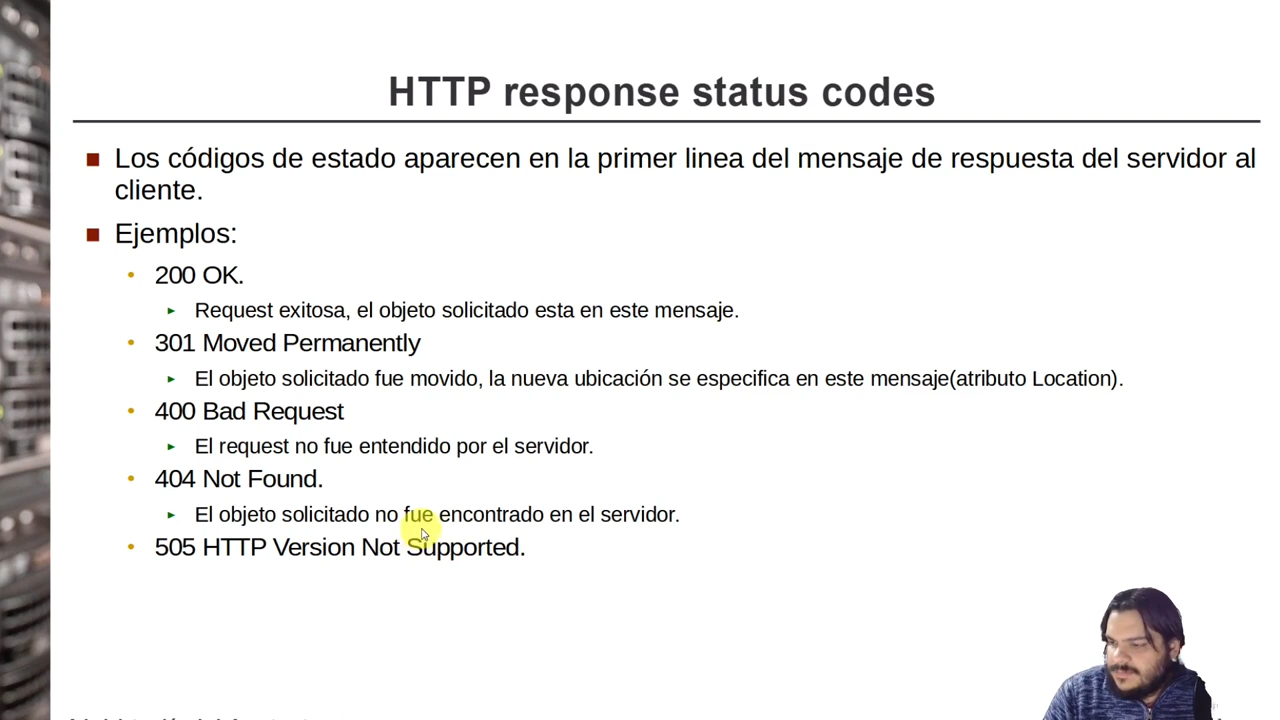 HTTP response status codes
Los códigos de estado aparecen en la primer linea del mensaje de respuesta del servidor al
cliente.
Ejemplos:
200 OK.
Request exitosa, el objeto solicitado esta en este mensaje.
301 Moved Permanently
El objeto solicitado fue movido, la nueva ubicación se especifica en este mensaje(atributo Location).
400 Bad Request
El request no fue entendido por el servidor.
404 Not Found.
El objeto solicitado no fue encontrado en el servidor.
505 HTTP Version Not Supported.